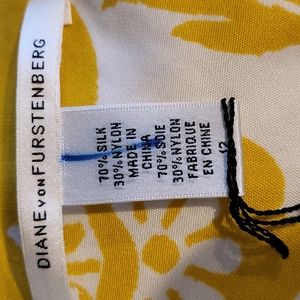 DIANE VON FURSTENBERG
70% SILK
30% NYLON
MADE IN
CHINA
70% SOIE
30% NYLON
FABRIQUE
EN CHINE